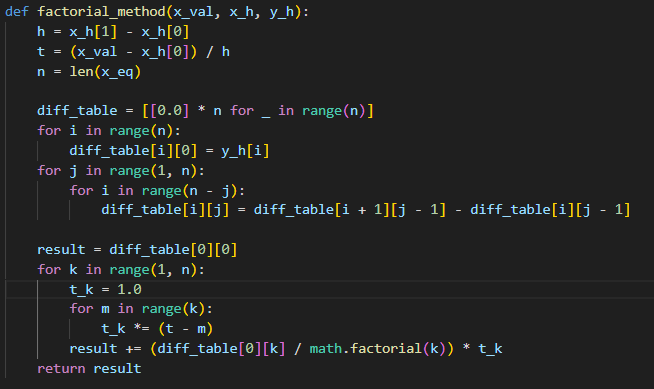 def factorial_method(x_val, x_h, y_h):
    h = x_h[1] - x_h[0]
    t = (x_val - x_h[0]) / h
    n = len(x_eq)

    diff_table = [[0.0] * n for _ in range(n)]
    for i in range(n):
        diff_table[i][0] = y_h[i]
    for j in range(1, n):
        for i in range(n - j):
            diff_table[i][j] = diff_table[i + 1][j - 1] - diff_table[i][j - 1]

    result = diff_table[0][0]
    for k in range(1, n):
        t_k = 1.0
        for m in range(k):
            t_k *= (t - m)
        result += (diff_table[0][k] / math.factorial(k)) * t_k
    return result